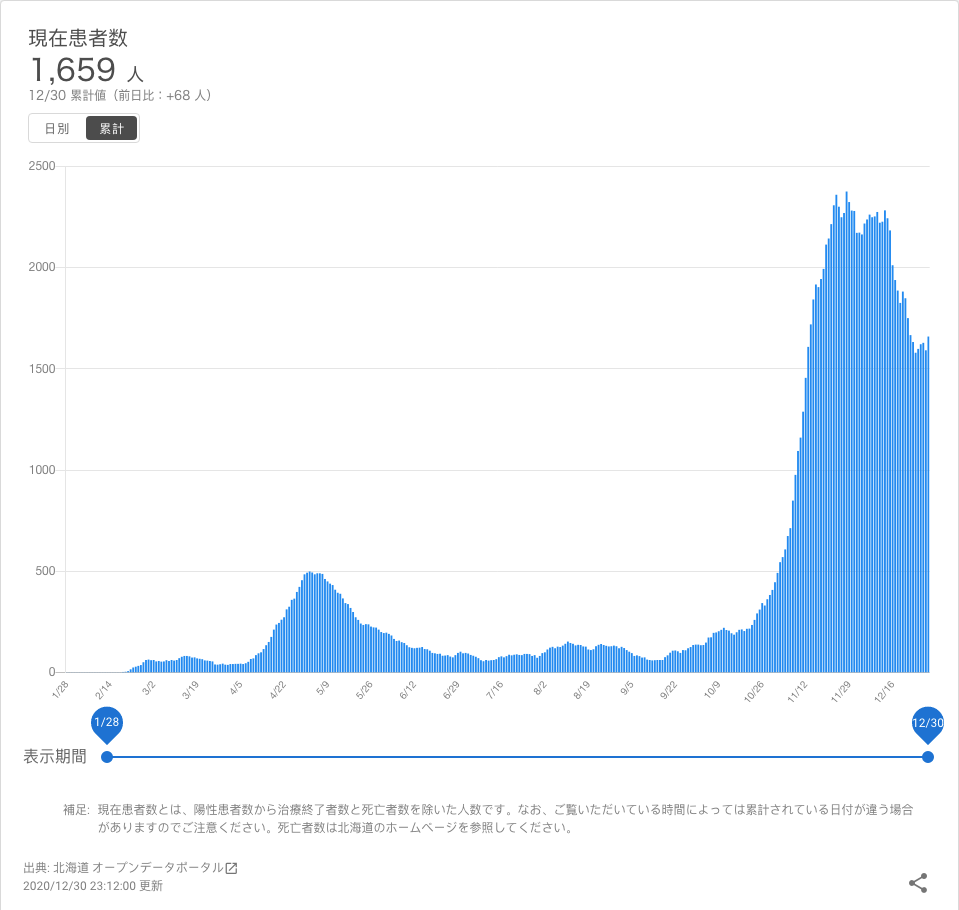 現在患者数
1,659 人
12/30 累計値（前日比：+68 人）
日別 累計
2500
2000
1500
1000
500
0
1/28 2/14 3/2 3/19 4/5 4/22 5/9 5/26 6/12 6/29 7/16 8/2 8/19 9/5 9/22 10/9 10/26 11/12 11/29 12/16
1/28 12/30
表示期間
補足: 現在患者数とは、陽性患者数から治療終了者数と死亡者数を除いた人数です。なお、ご覧いただいている時間によっては累計されている日付が違う場合
がありますのでご注意ください。死亡者数は北海道のホームページを参照してください。
出典: 北海道 オープンデータポータル
2020/12/30 23:12:00 更新